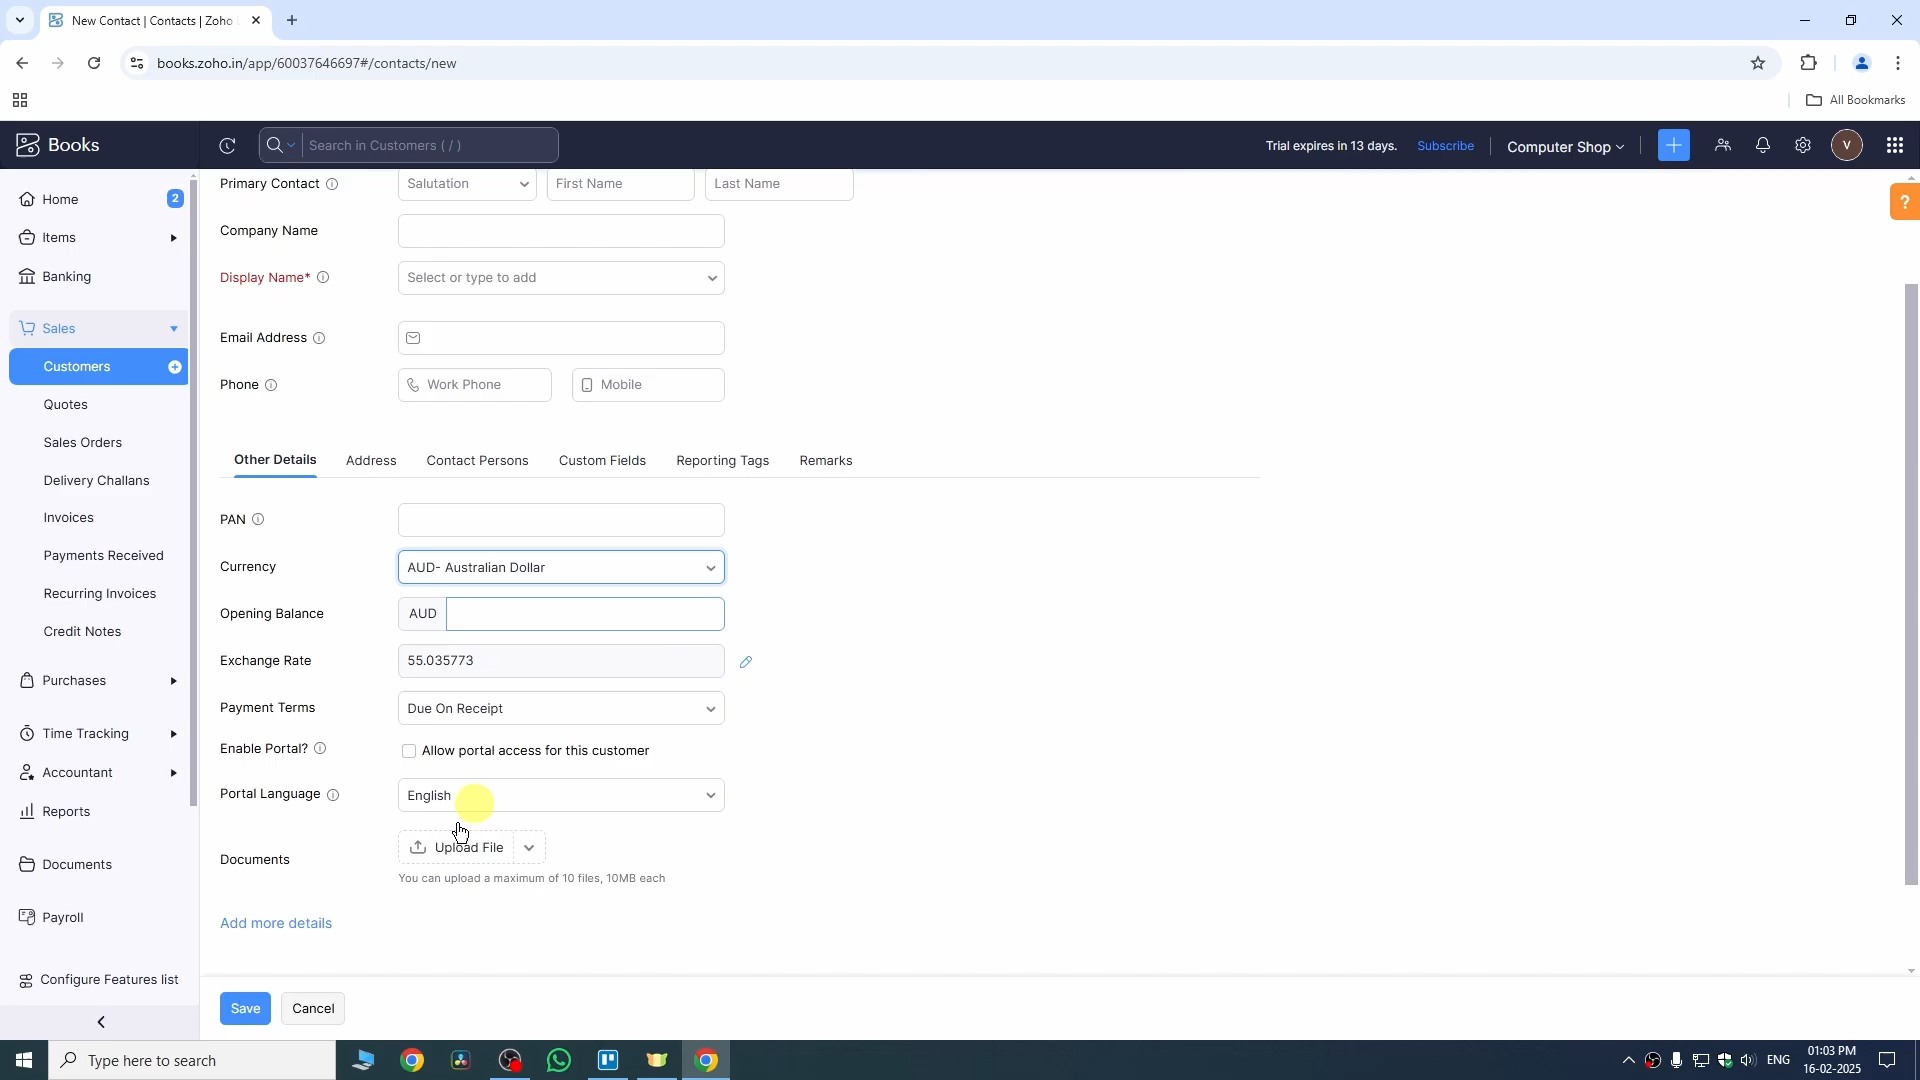 New Contact | Contacts | Zoho
books.zoho.in/app/60037646697#/contacts/new
All Bookmarks
Books
Search in Customers ( / )
Trial expires in 13 days.
Subscribe
Computer Shop
V
Home
2
Items
Banking
Sales
Customers
Quotes
Sales Orders
Delivery Challans
Invoices
Payments Received
Recurring Invoices
Credit Notes
Purchases
Time Tracking
Accountant
Reports
Documents
Payroll
Configure Features list
Primary Contact
Salutation
First Name
Last Name
?
Company Name
Display Name*
Select or type to add
Email Address
Phone
Work Phone
Mobile
Other Details
Address
Contact Persons
Custom Fields
Reporting Tags
Remarks
PAN
Currency
AUD- Australian Dollar
Opening Balance
AUD
Exchange Rate
55.035773
Payment Terms
Due On Receipt
Enable Portal?
Allow portal access for this customer
Portal Language
English
Documents
Upload File
You can upload a maximum of 10 files, 10MB each
Add more details
Save
Cancel
Type here to search
ENG
01:03 PM
16-02-2025